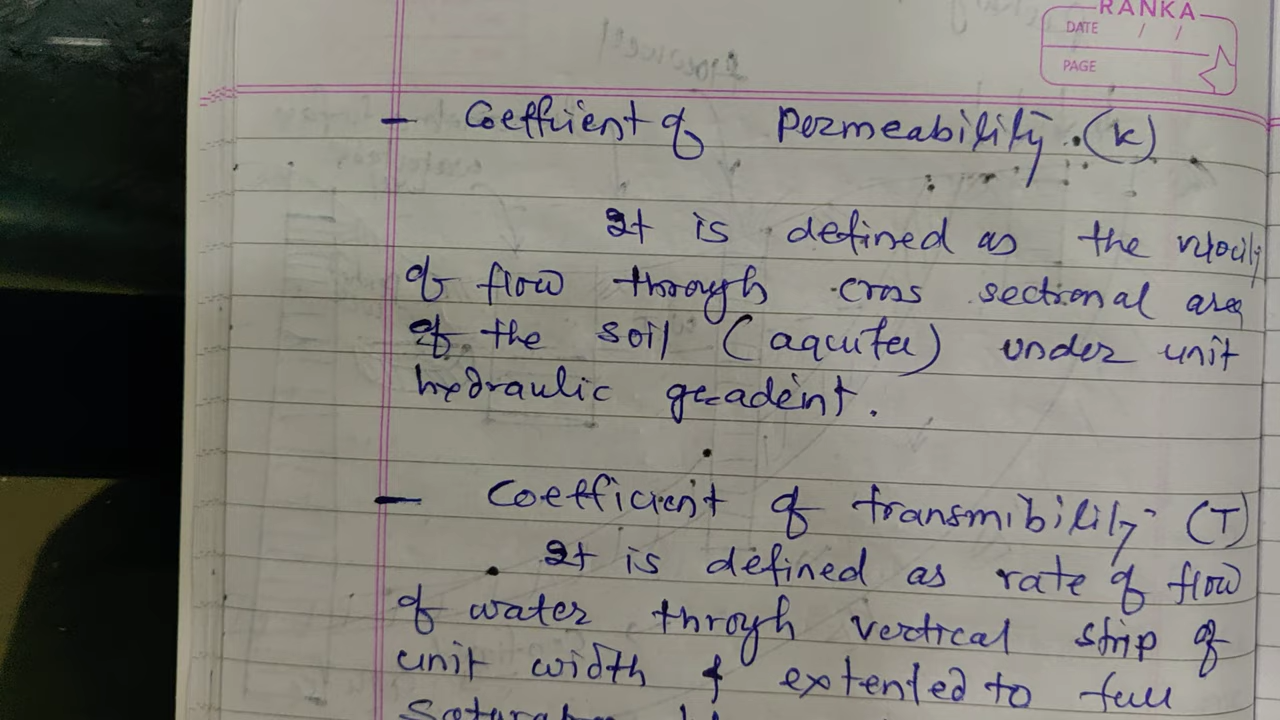 RANKA
DATE / /
PAGE
- Coeffient of permeability. (K)
It is defined as the velocity
of flow through cross sectional area
of the soil (aqcufer) under unit
hydraulic geradent.
- Coefficient of transmibility (T)
It is defined as rate of flow
of water through vertical strip of
unit width & extented to full